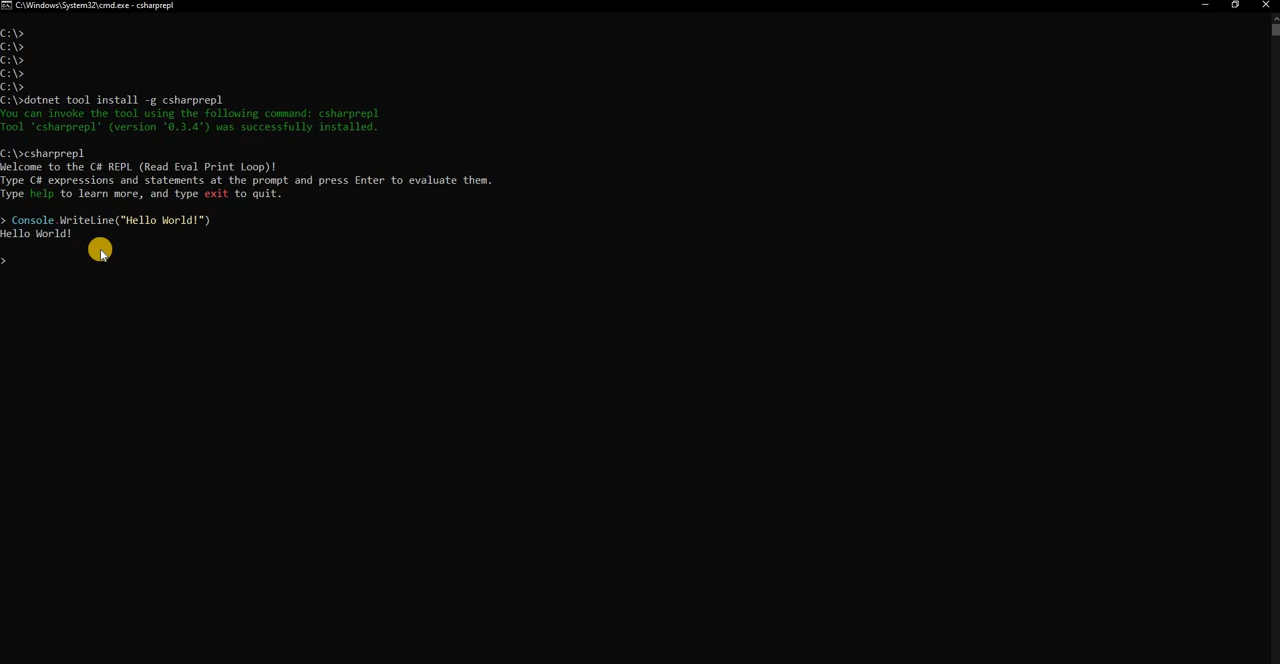 C:\Windows\System32\cmd.exe - csharprepl
C:\>
C:\>
C:\>
C:\>
C:\>
C:\>dotnet tool install -g csharprepl
You can invoke the tool using the following command: csharprepl
Tool 'csharprepl' (version '0.3.4') was successfully installed.
C:\>csharprepl
Welcome to the C# REPL (Read Eval Print Loop)!
Type C# expressions and statements at the prompt and press Enter to evaluate them.
Type help to learn more, and type exit to quit.
> Console.WriteLine("Hello World!")
Hello World!
>